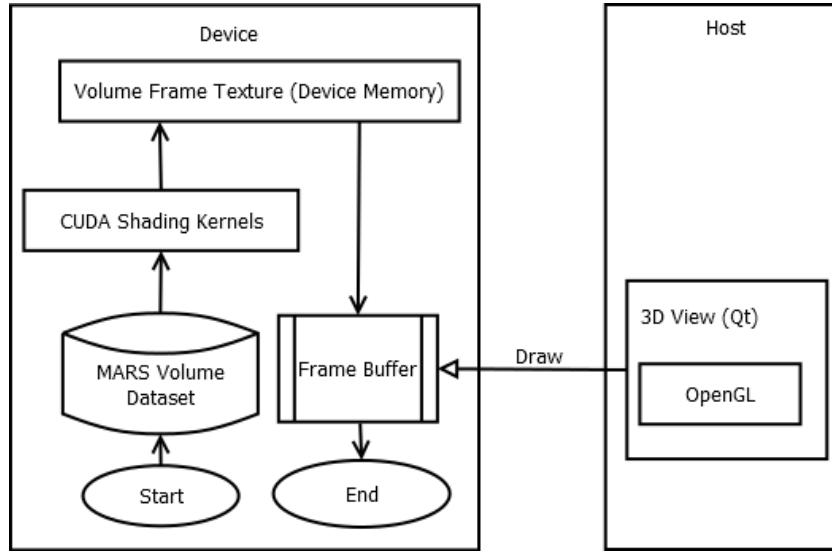 Device
Host
Volume Frame Texture (Device Memory)
CUDA Shading Kernels
3D View (Qt)
MARS Volume
Dataset
Frame Buffer
Draw
OpenGL
Start
End